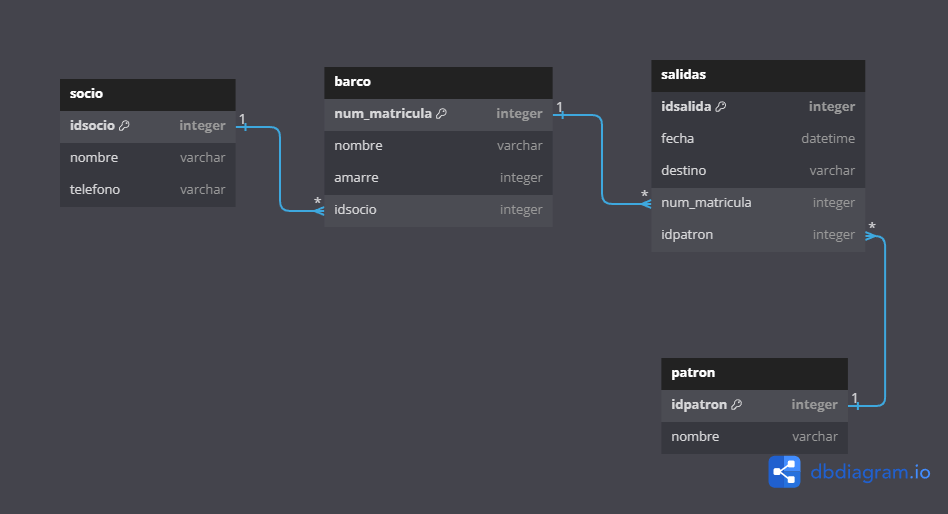 socio
idsocio integer
nombre varchar
telefono varchar
1
*
barco
num_matricula integer
nombre varchar
amarre integer
idsocio integer
1
*
salidas
idsalida integer
fecha datetime
destino varchar
num_matricula integer
idpatron integer
*
patron
idpatron integer
nombre varchar
1
dbdiagram.io